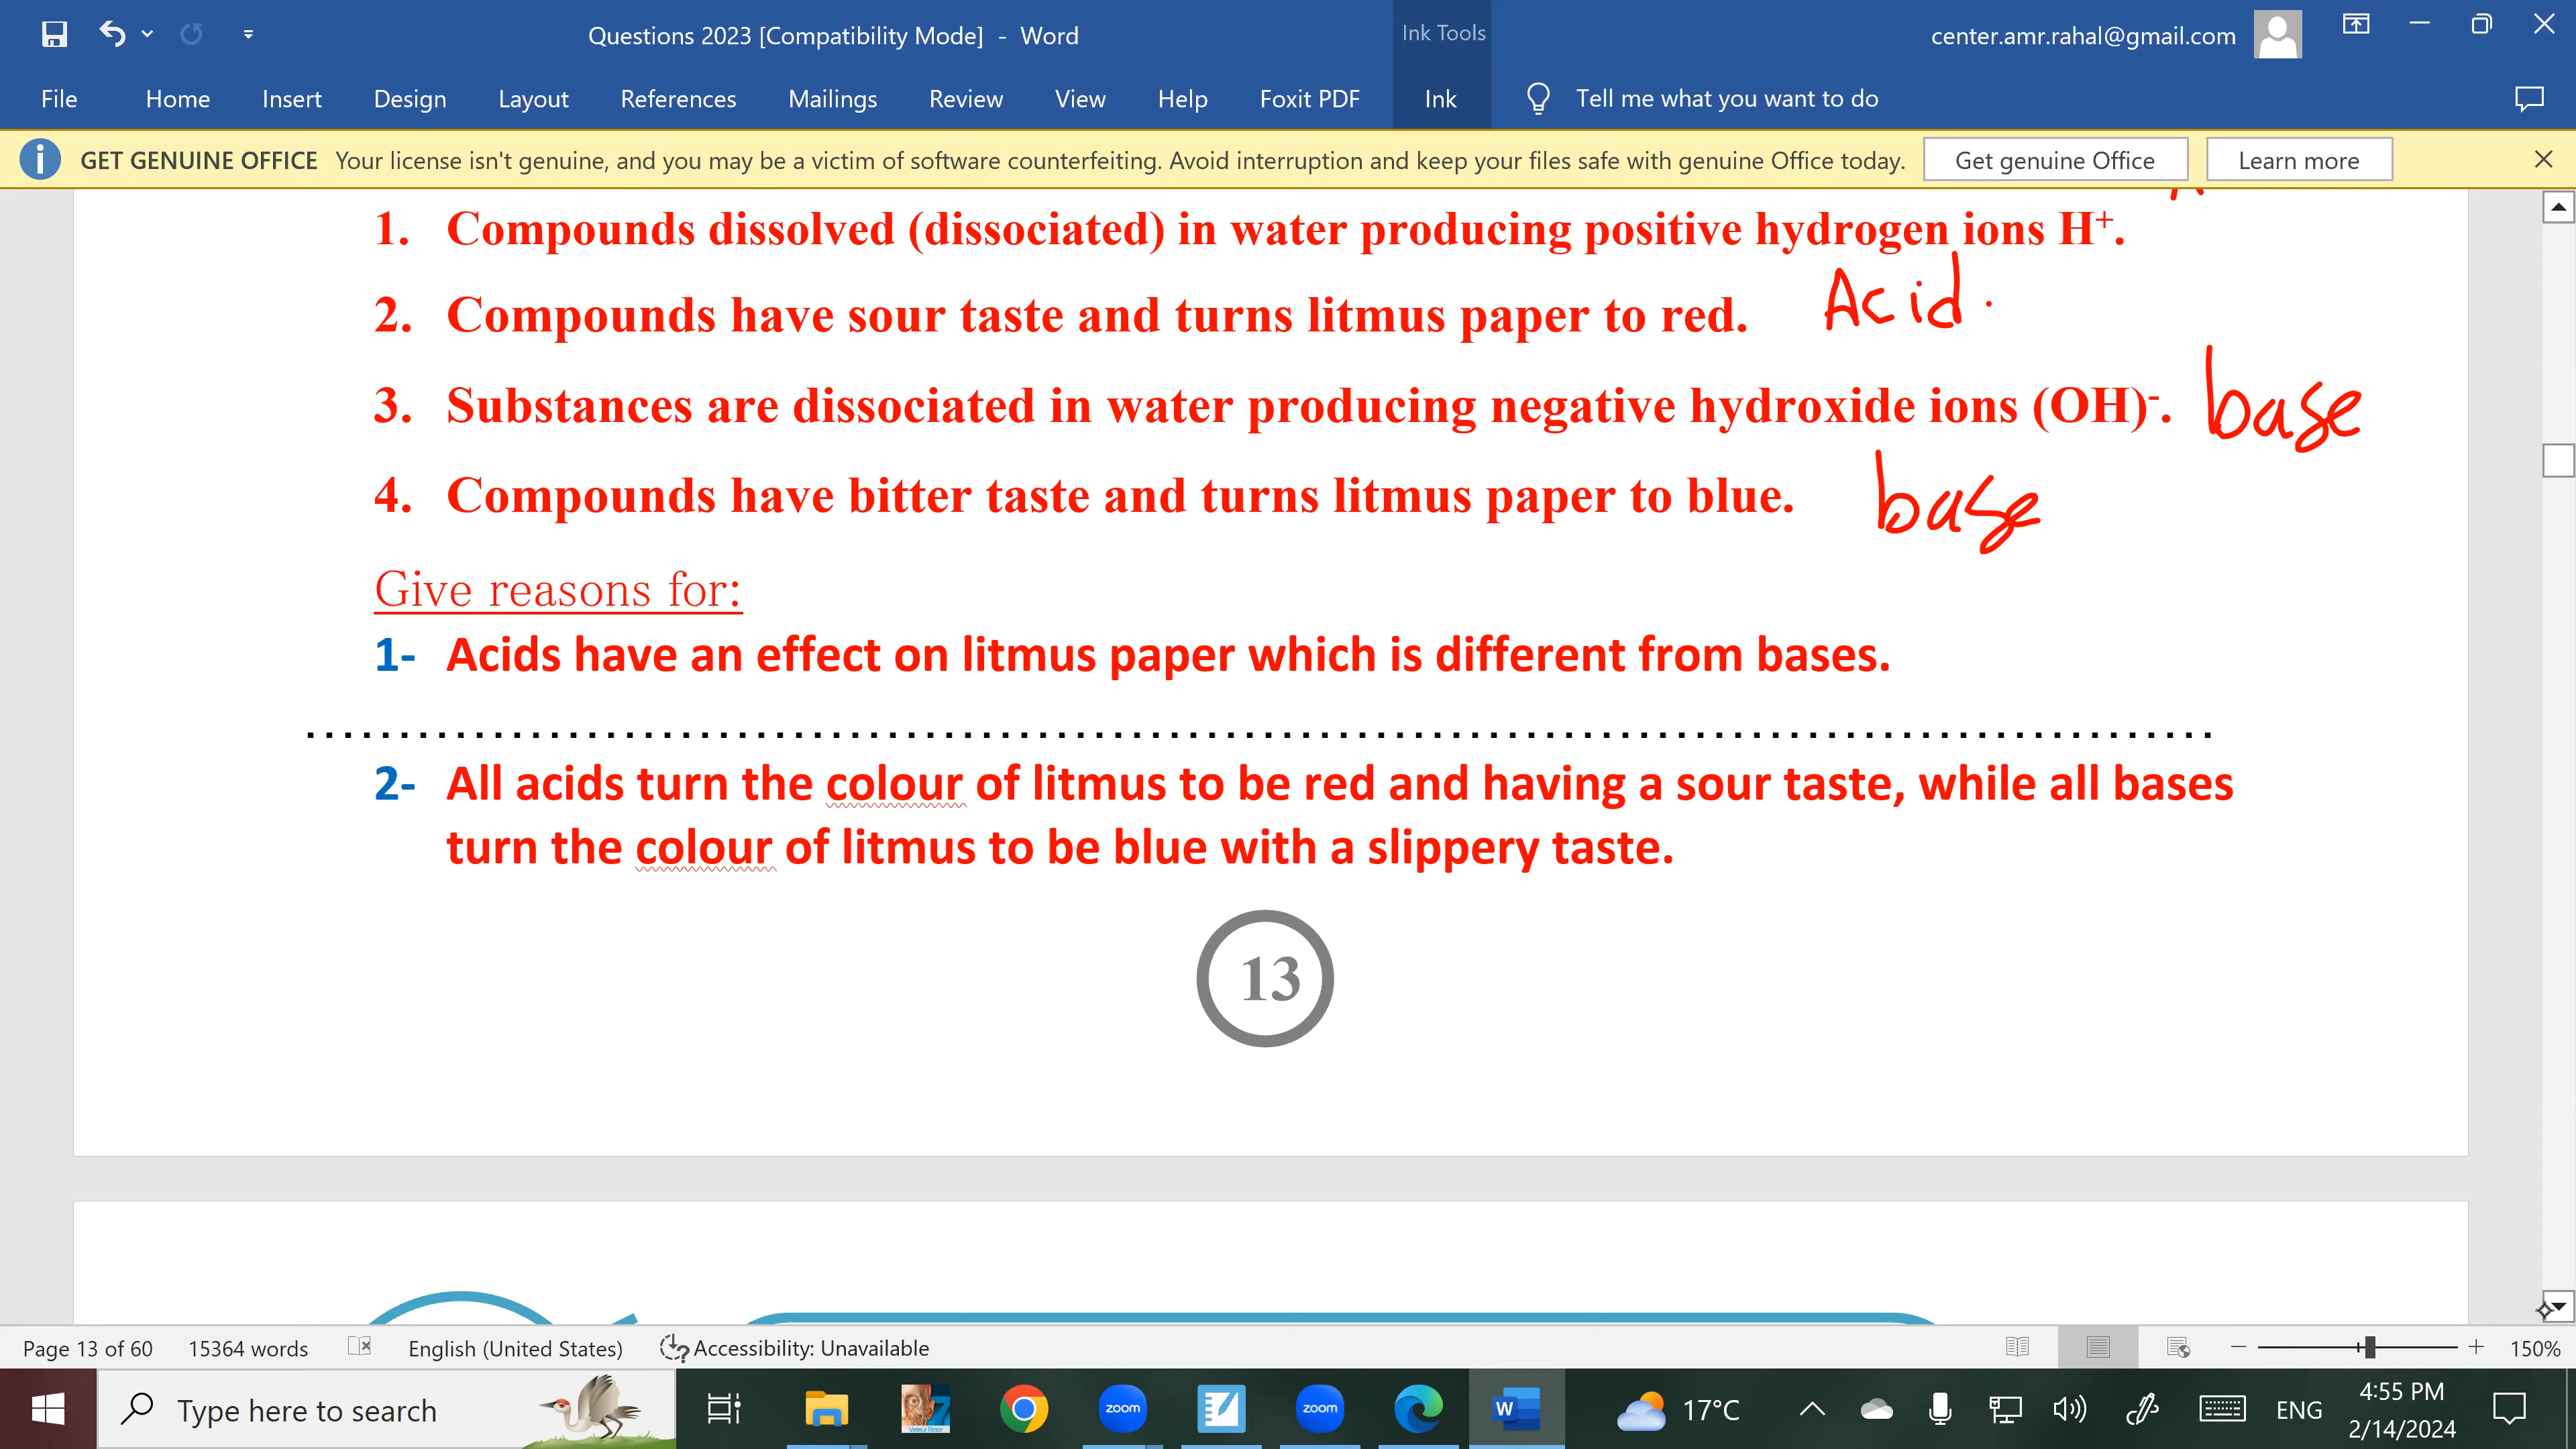 Questions 2023 [Compatibility Mode] - Word
Ink Tools
center.amr.rahal@gmail.com
File Home Insert Design Layout References Mailings Review View Help Foxit PDF Ink Tell me what you want to do
GET GENUINE OFFICE Your license isn't genuine, and you may be a victim of software counterfeiting. Avoid interruption and keep your files safe with genuine Office today. Get genuine Office Learn more
1. Compounds dissolved (dissociated) in water producing positive hydrogen ions H⁺.
2. Compounds have sour taste and turns litmus paper to red. Acid.
3. Substances are dissociated in water producing negative hydroxide ions (OH)⁻. base
4. Compounds have bitter taste and turns litmus paper to blue. base
Give reasons for:
1- Acids have an effect on litmus paper which is different from bases.
2- All acids turn the colour of litmus to be red and having a sour taste, while all bases
turn the colour of litmus to be blue with a slippery taste.
13
Page 13 of 60 15364 words English (United States) Accessibility: Unavailable 150%
Type here to search zoom zoom W 17°C ENG 4:55 PM
2/14/2024